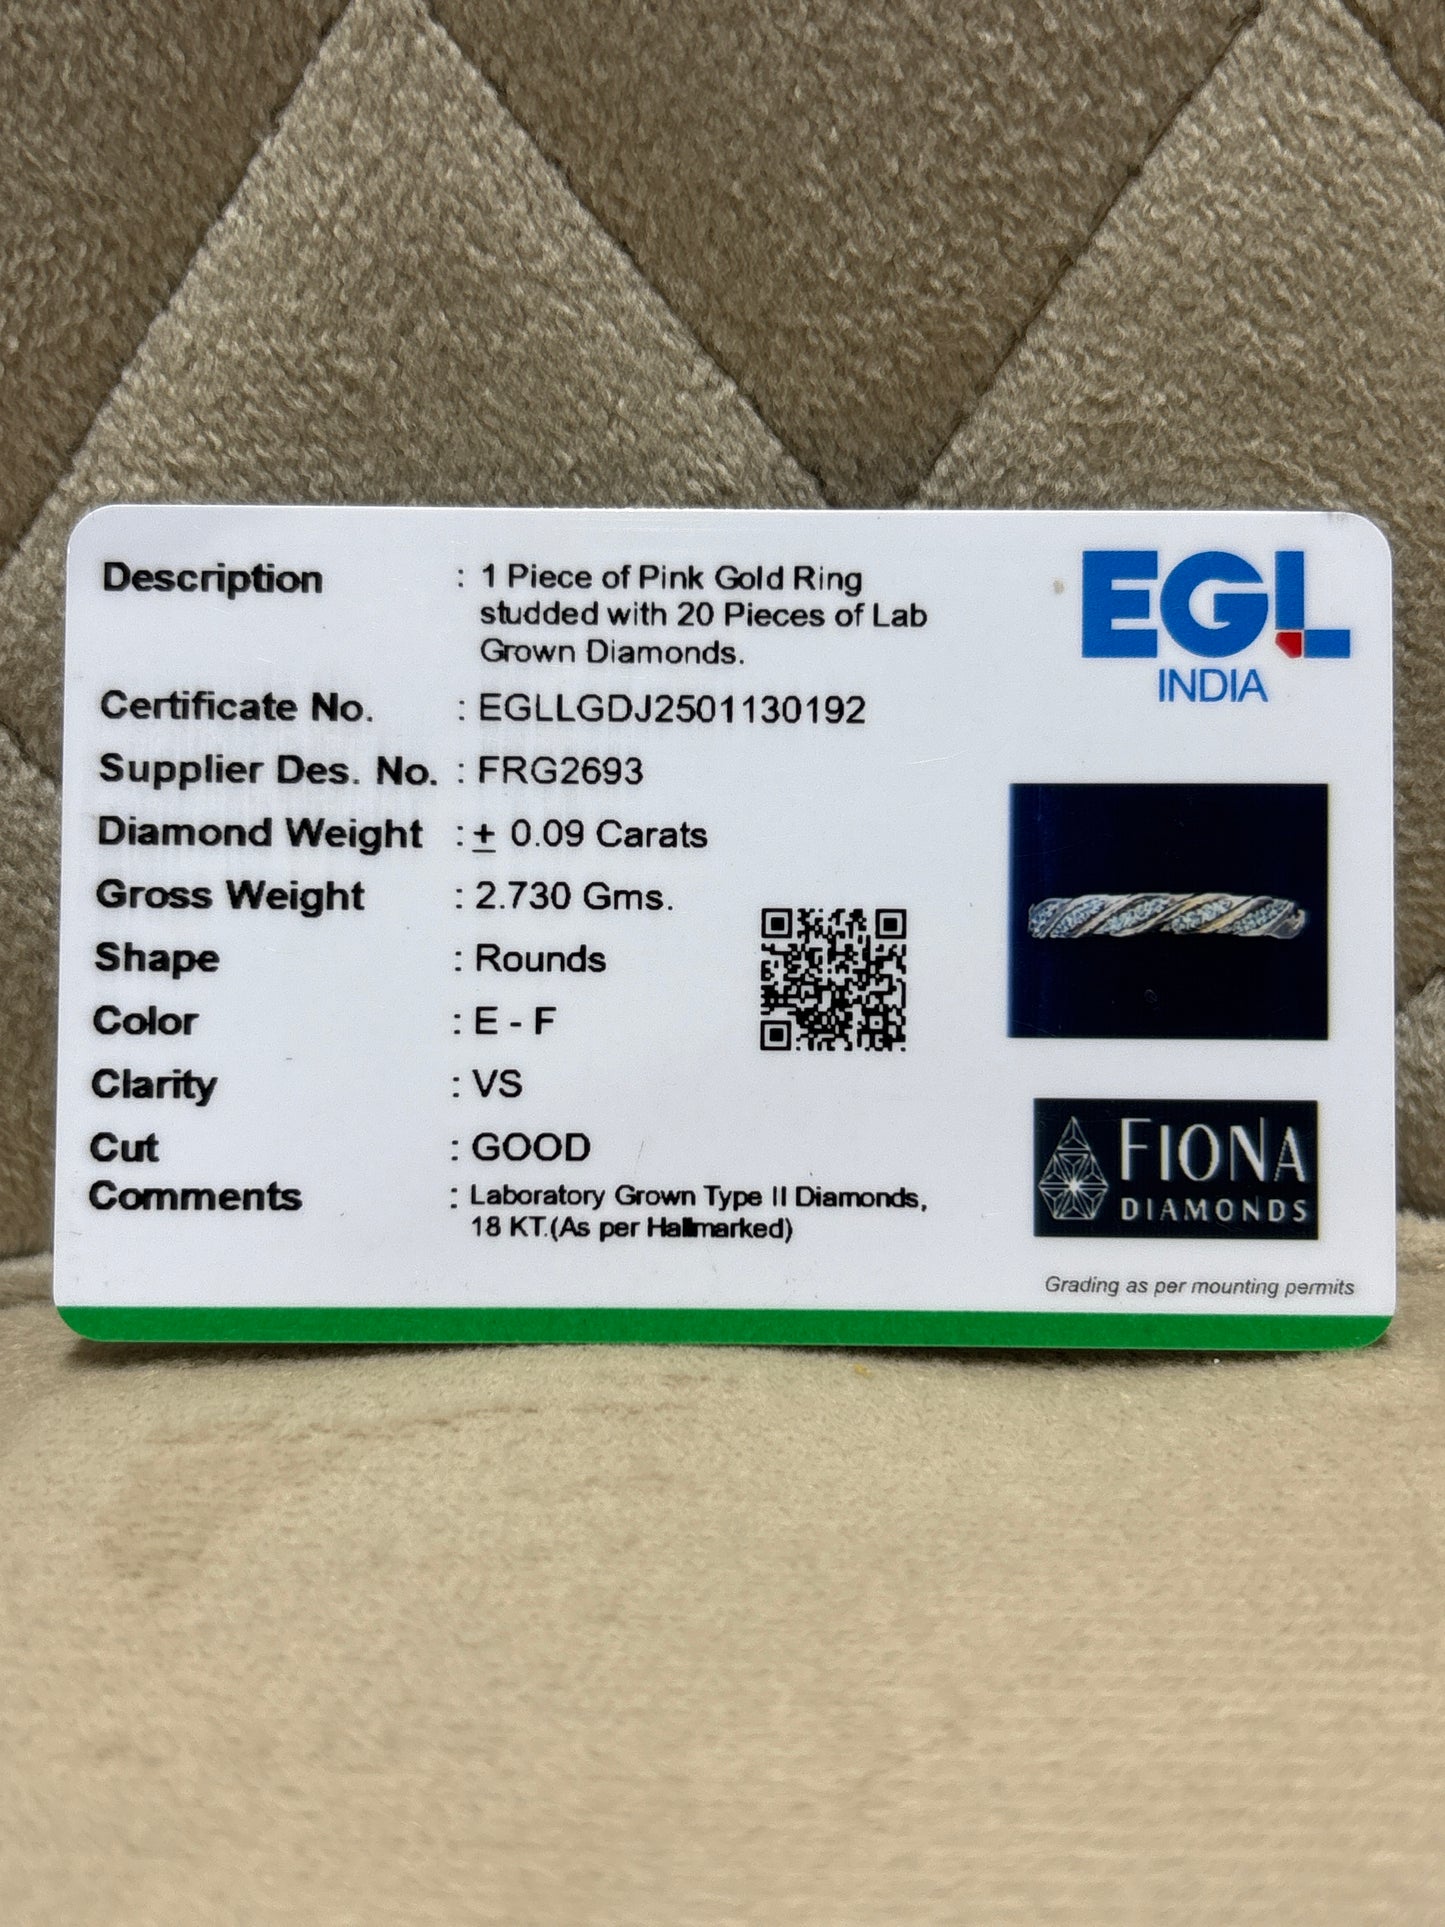 Description : 1 Piece of Pink Gold Ring
studded with 20 Pieces of Lab
Grown Diamonds.
Certificate No. : EGLLGDJ2501130192
Supplier Des. No. : FRG2693
Diamond Weight : ± 0.09 Carats
Gross Weight : 2.730 Gms.
Shape : Rounds
Color : E - F
Clarity : VS
Cut : GOOD
Comments : Laboratory Grown Type II Diamonds,
18 KT.(As per Hallmarked)
EGL
INDIA
FIONA
DIAMONDS
Grading as per mounting permits